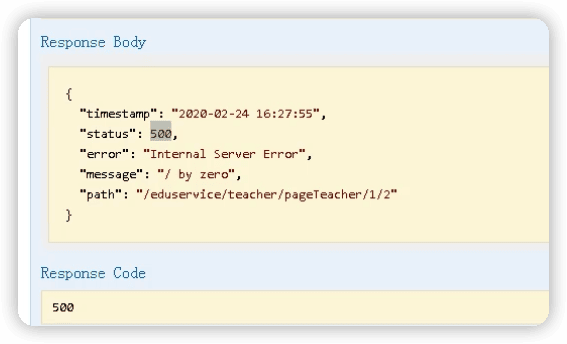 Response Body
{
"timestamp": "2020-02-24 16:27:55",
"status": 500,
"error": "Internal Server Error",
"message": "/ by zero",
"path": "/eduservice/teacher/pageTeacher/1/2"
}
Response Code
500